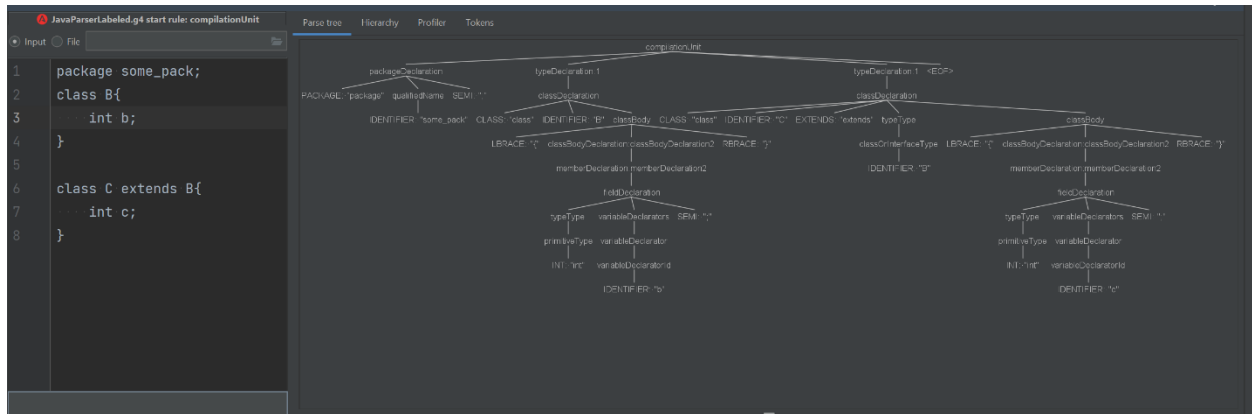 JavaParserLabeled.g4 start rule: compilationUnit
Input File
1 package some_pack;
2 class B{
3 int b;
4 }
5
6 class C extends B{
7 int c;
8 }
Parse tree Hierarchy Profiler Tokens
compilationUnit
packageDeclaration typeDeclaration:1 typeDeclaration:1 <EOF>
PACKAGE: "package" qualifiedName SEMI: ";" classDeclaration classDeclaration
IDENTIFIER: "some_pack" CLASS: "class" IDENTIFIER: "B" classBody CLASS: "class" IDENTIFIER: "C" EXTENDS: "extends" typeType classBody
LBRACE: "{" classBodyDeclaration:classBodyDeclaration2 RBRACE: "}" classOrInterfaceType LBRACE: "{" classBodyDeclaration:classBodyDeclaration2 RBRACE: "}"
memberDeclaration:memberDeclaration2 IDENTIFIER: "B" memberDeclaration:memberDeclaration2
fieldDeclaration fieldDeclaration
typeType variableDeclarators SEMI: ";" typeType variableDeclarators SEMI: ";"
primitiveType variableDeclarator primitiveType variableDeclarator
INT: "int" variableDeclaratorId INT: "int" variableDeclaratorId
IDENTIFIER: "b" IDENTIFIER: "c"